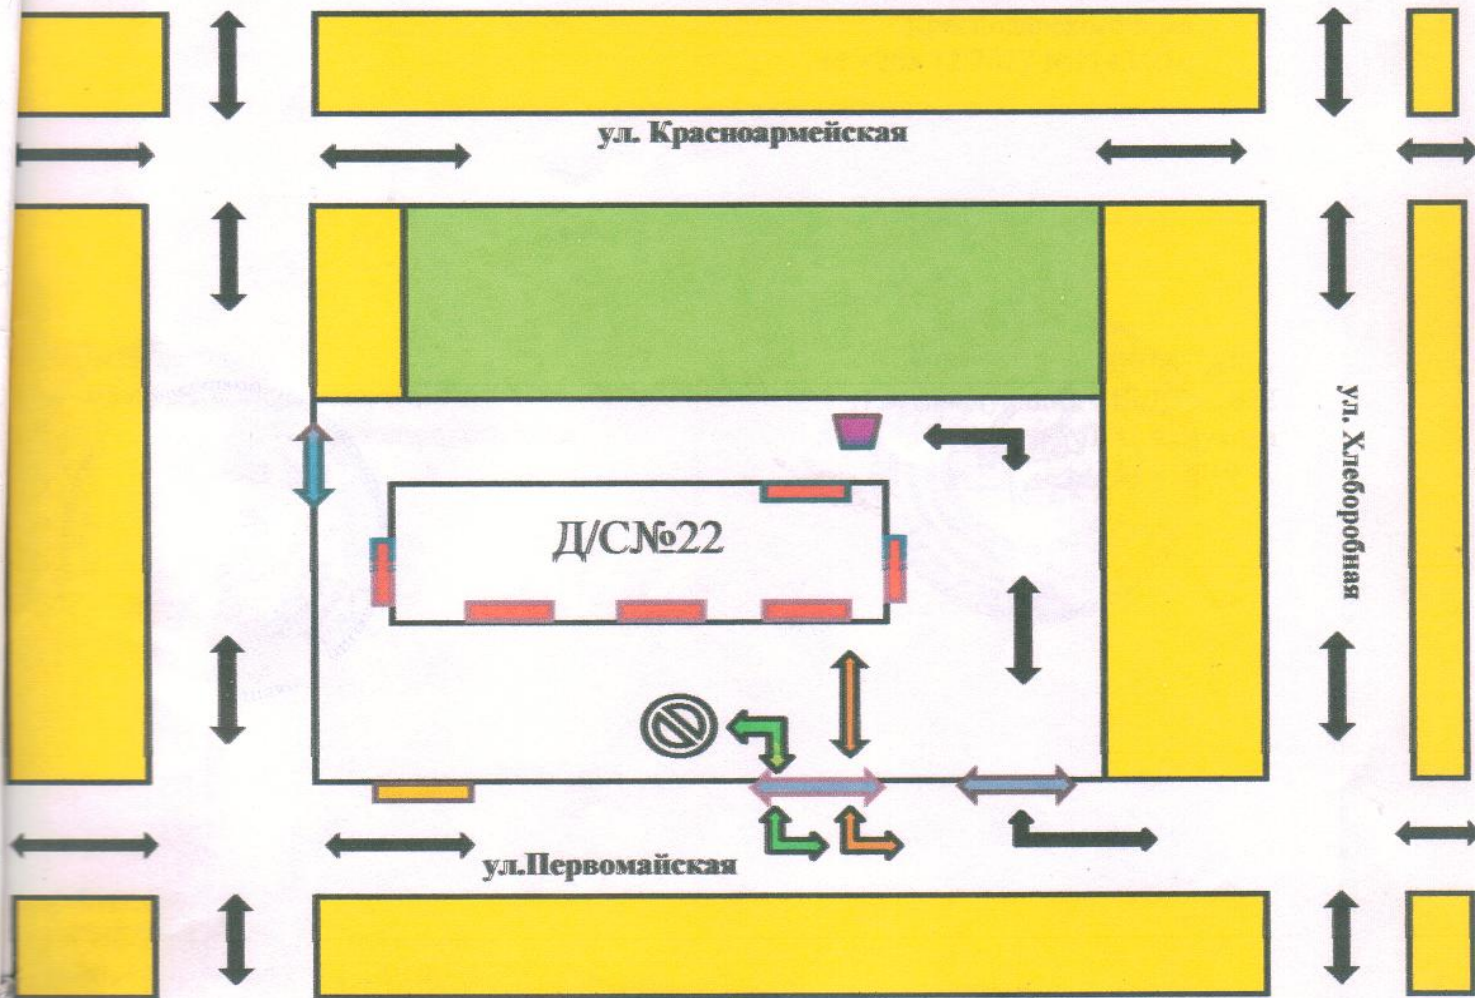 ул. Красноармейская
ул. Хлеборобная
Д/С№22
ул.Первомайская